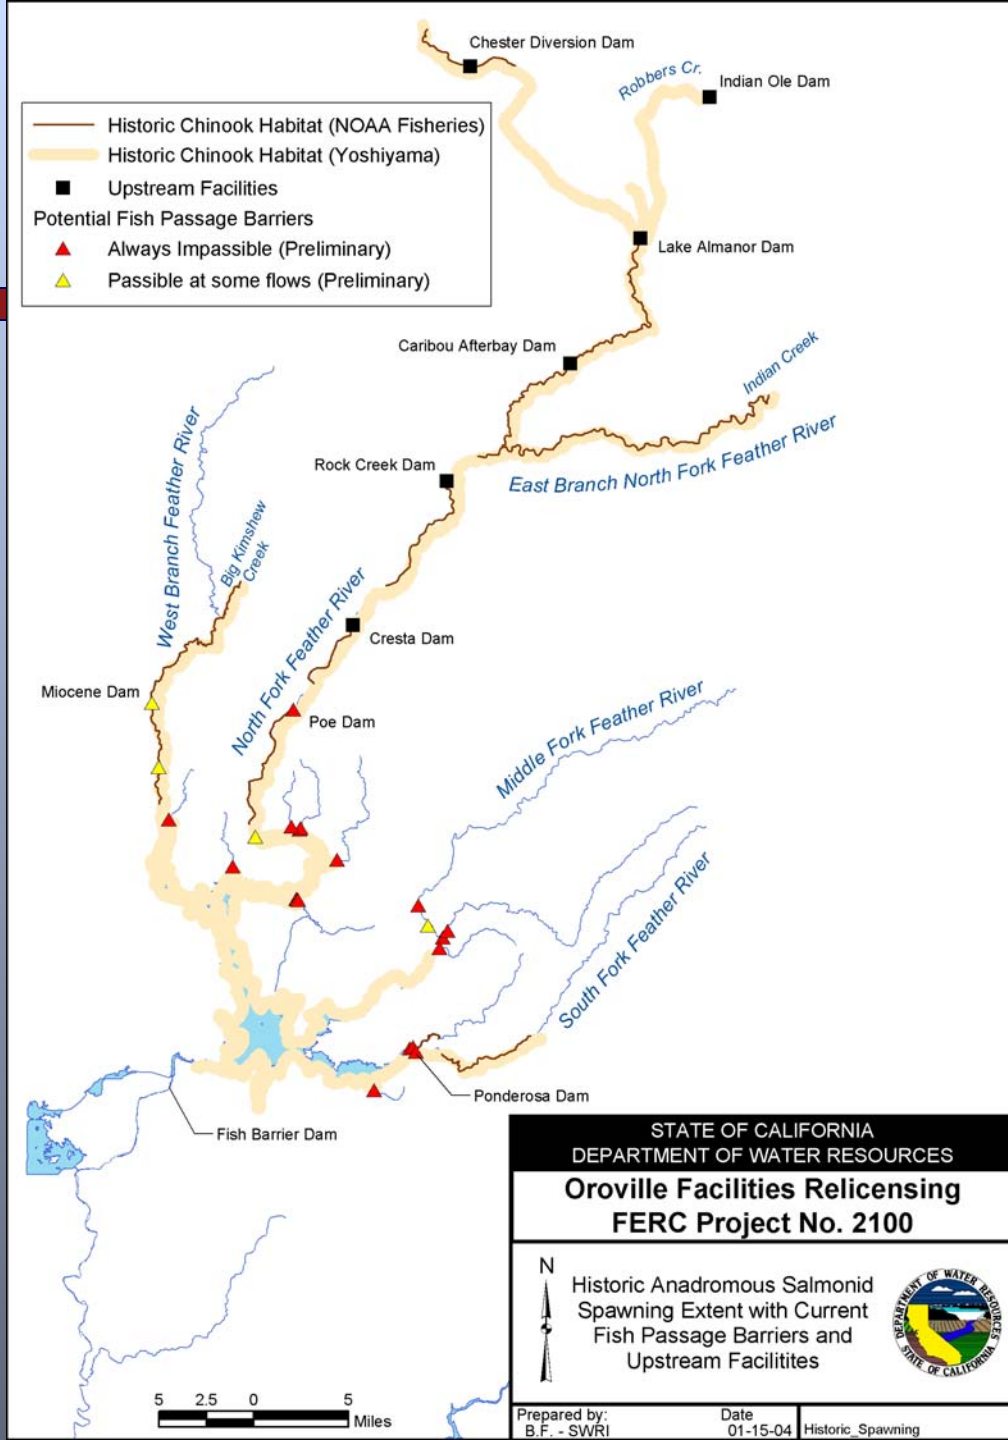 Chester Diversion Dam
Robbers Cr.
Indian Ole Dam
Historic Chinook Habitat (NOAA Fisheries)
Historic Chinook Habitat (Yoshiyama)
Upstream Facilities
Potential Fish Passage Barriers
Always Impassible (Preliminary)
Passible at some flows (Preliminary)
Lake Almanor Dam
Caribou Afterbay Dam
Indian Creek
East Branch North Fork Feather River
Rock Creek Dam
West Branch Feather River
Big Kimshew
Creek
North Fork Feather River
Cresta Dam
Miocene Dam
Poe Dam
Middle Fork Feather River
South Fork Feather River
Ponderosa Dam
Fish Barrier Dam
STATE OF CALIFORNIA
DEPARTMENT OF WATER RESOURCES
Oroville Facilities Relicensing
FERC Project No. 2100
N
Historic Anadromous Salmonid
Spawning Extent with Current
Fish Passage Barriers and
Upstream Facilitites
DEPARTMENT OF WATER RESOURCES
STATE OF CALIFORNIA
5 2.5 0 5
Miles
Prepared by:
B.F. - SWRI
Date
01-15-04
Historic_Spawning